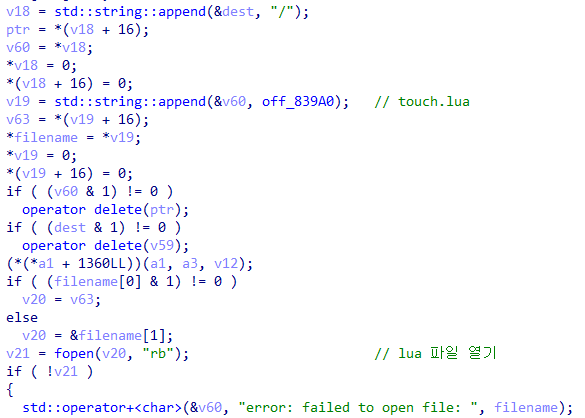 v18 = std::string::append(&dest, "/");
ptr = *(v18 + 16);
v60 = *v18;
*v18 = 0;
*(v18 + 16) = 0;
v19 = std::string::append(&v60, off_839A0);   // touch.lua
v63 = *(v19 + 16);
*filename = *v19;
*v19 = 0;
*(v19 + 16) = 0;
if ( (v60 & 1) != 0 )
  operator delete(ptr);
if ( (dest & 1) != 0 )
  operator delete(v59);
(*(*a1 + 1360LL))(a1, a3, v12);
if ( (filename[0] & 1) != 0 )
  v20 = v63;
else
  v20 = &filename[1];
v21 = fopen(v20, "rb");                       // lua 파일 열기
if ( !v21 )
{
  std::operator+<char>(&v60, "error: failed to open file: ", filename);